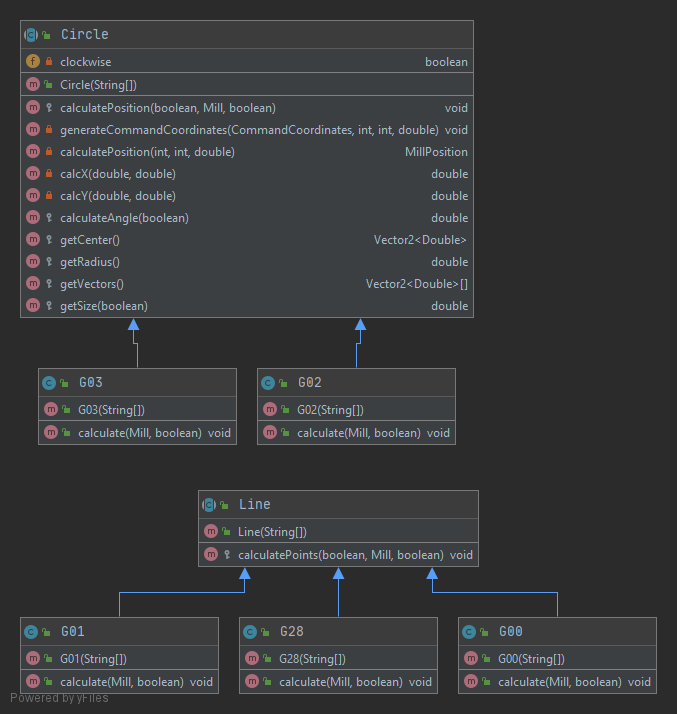 Circle
clockwise boolean
Circle(String[])
calculatePosition(boolean, Mill, boolean) void
generateCommandCoordinates(CommandCoordinates, int, int, double) void
calculatePosition(int, int, double) MillPosition
calcX(double, double) double
calcY(double, double) double
calculateAngle(boolean) double
getCenter() Vector2<Double>
getRadius() double
getVectors() Vector2<Double>[]
getSize(boolean) double
G03
G03(String[])
calculate(Mill, boolean) void
G02
G02(String[])
calculate(Mill, boolean) void
Line
Line(String[])
calculatePoints(boolean, Mill, boolean) void
G01
G01(String[])
calculate(Mill, boolean) void
G28
G28(String[])
calculate(Mill, boolean) void
G00
G00(String[])
calculate(Mill, boolean) void
Powered by yFiles